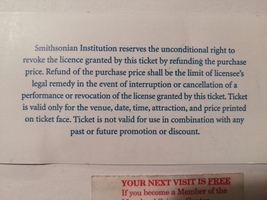 Smithsonian Institution reserves the unconditional right to
revoke the licence granted by this ticket by refunding the purchase
price. Refund of the purchase price shall be the limit of licensee's
legal remedy in the event of interruption or cancellation of a
performance or revocation of the license granted by this ticket. Ticket
is valid only for the venue, date, time, attraction, and price printed
on ticket face. Ticket is not valid for use in combination with any
past or future promotion or discount.
YOUR NEXT VISIT IS FREE
If you become a Member of the